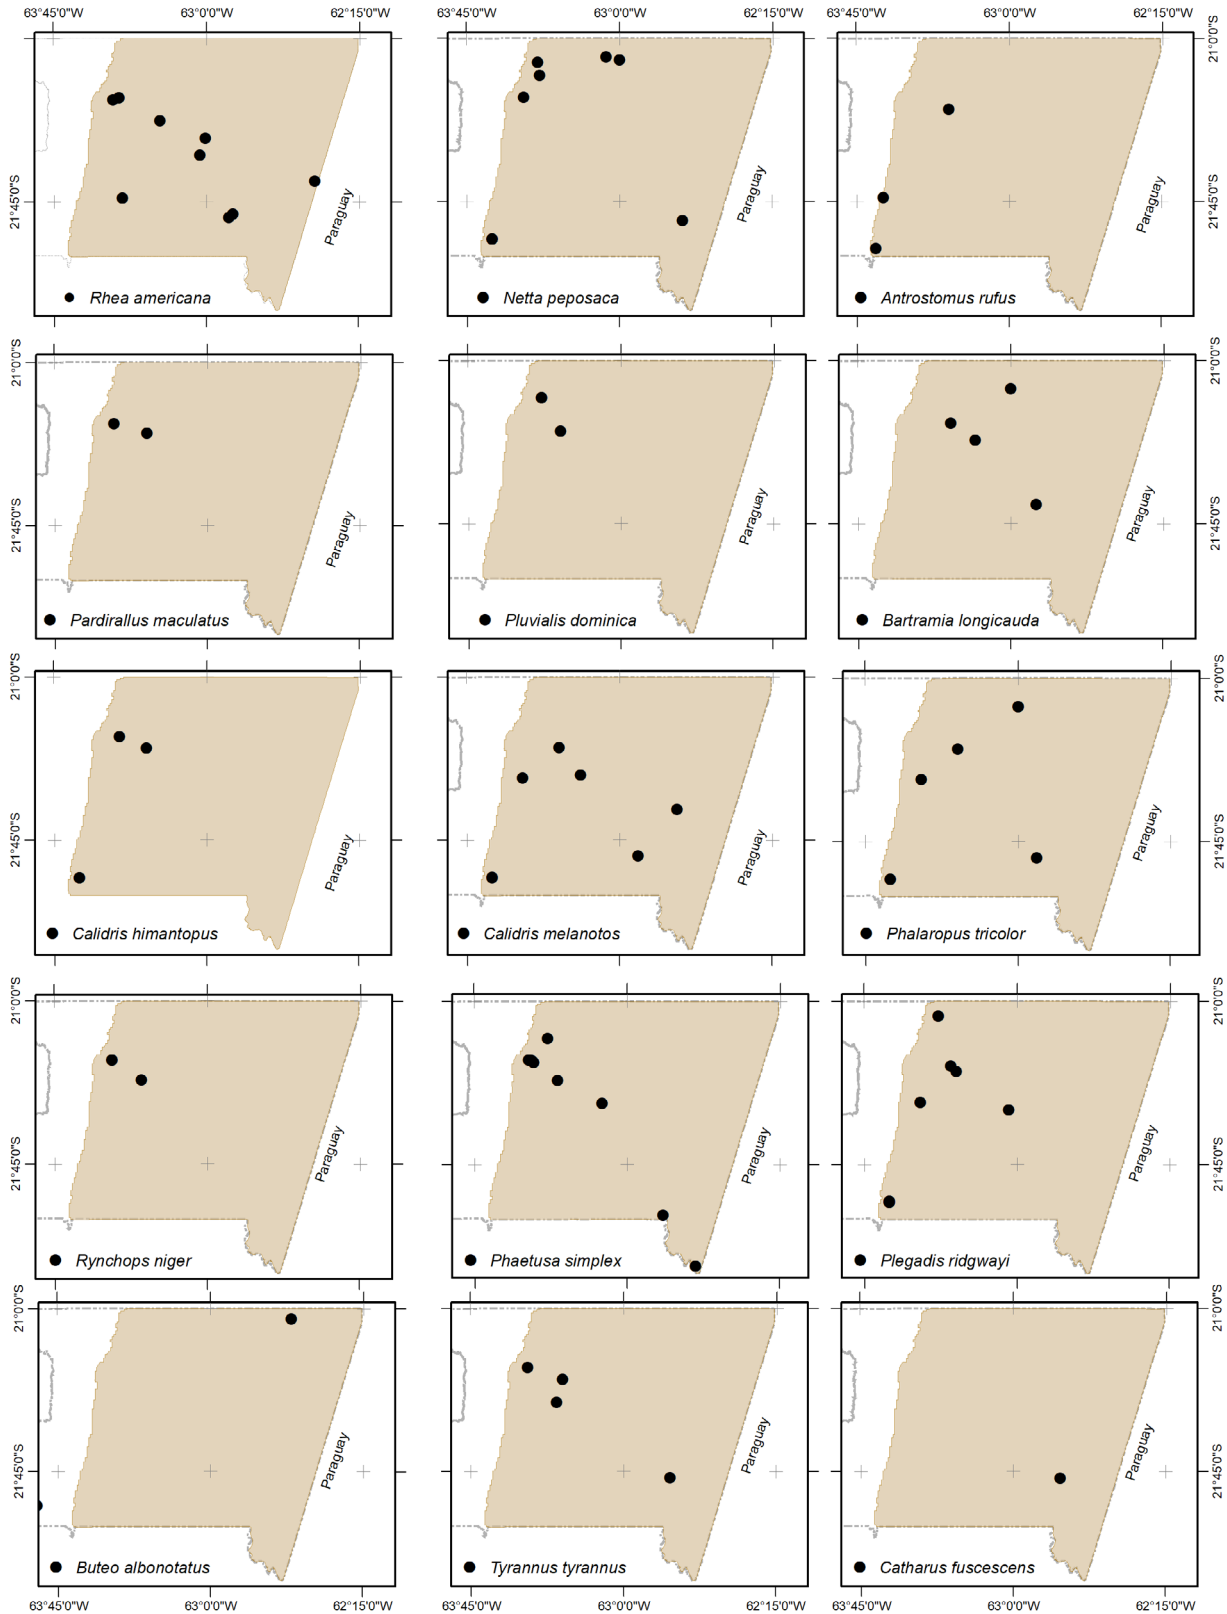 63°45'0"W 63°0'0"W 62°15'0"W 63°45'0"W 63°0'0"W 62°15'0"W 63°45'0"W 63°0'0"W 62°15'0"W
21°45'0"S
Paraguay
Rhea americana
Paraguay
Netta peposaca
21°0'0"S
21°45'0"S
Paraguay
Antrostomus rufus
21°0'0"S
21°45'0"S
Paraguay
Pardirallus maculatus
Paraguay
Pluvialis dominica
21°0'0"S
21°45'0"S
Paraguay
Bartramia longicauda
21°0'0"S
21°45'0"S
Paraguay
Calidris himantopus
Paraguay
Calidris melanotos
21°0'0"S
21°45'0"S
Paraguay
Phalaropus tricolor
21°0'0"S
21°45'0"S
Paraguay
Rynchops niger
Paraguay
Phaetusa simplex
21°0'0"S
21°45'0"S
Paraguay
Plegadis ridgwayi
21°0'0"S
21°45'0"S
Paraguay
Buteo albonotatus
Paraguay
Tyrannus tyrannus
21°0'0"S
21°45'0"S
Paraguay
Catharus fuscescens
63°45'0"W 63°0'0"W 62°15'0"W 63°45'0"W 63°0'0"W 62°15'0"W 63°45'0"W 63°0'0"W 62°15'0"W